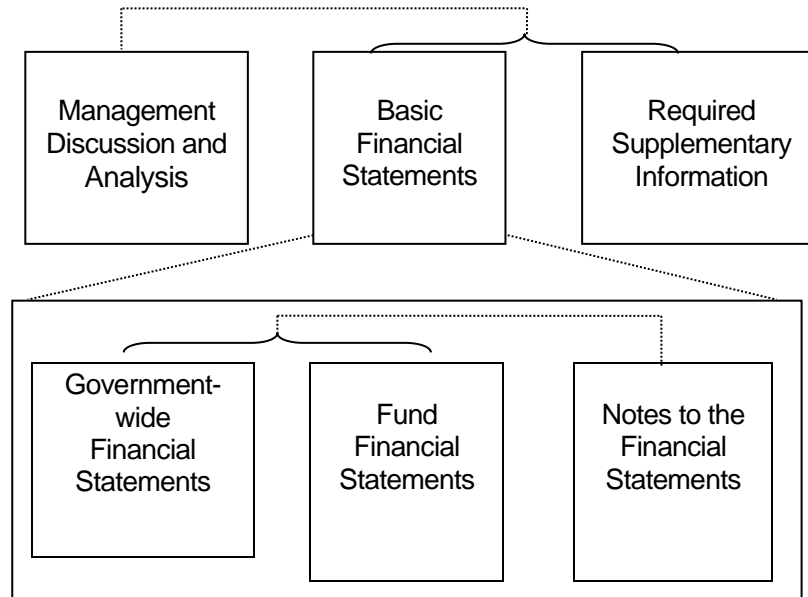 Management
Discussion and
Analysis
Basic
Financial
Statements
Required
Supplementary
Information
Government-
wide
Financial
Statements
Fund
Financial
Statements
Notes to the
Financial
Statements